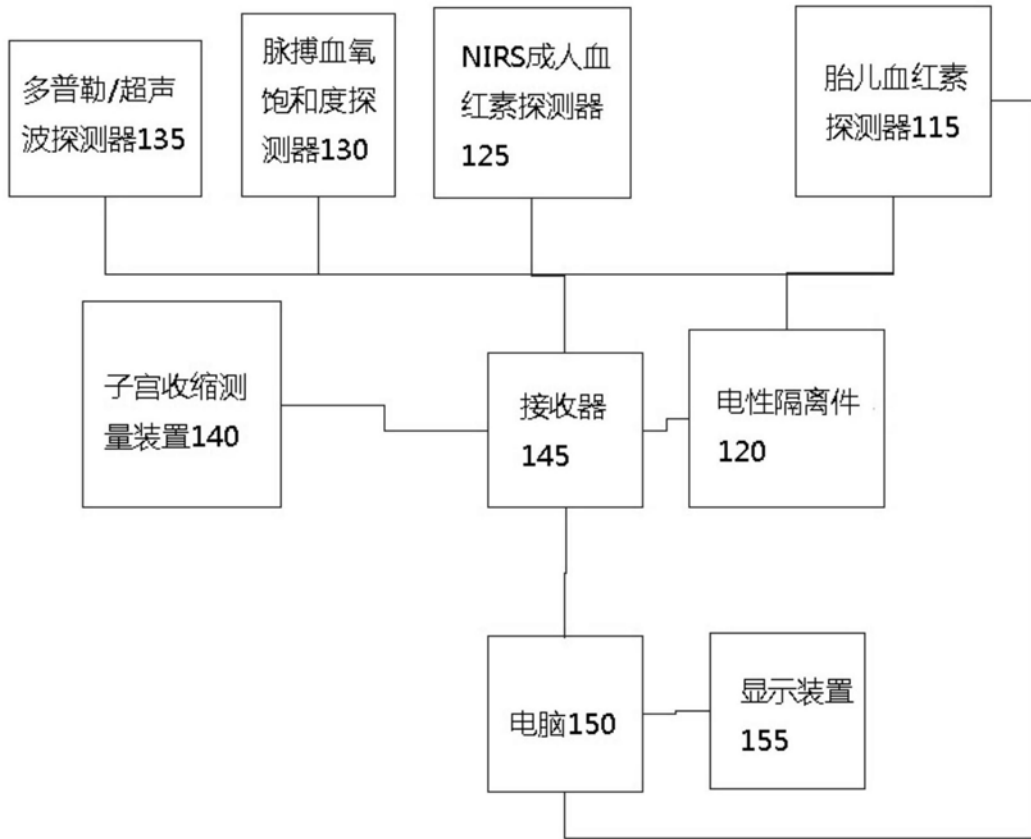 多普勒/超声
波探测器135
脉搏血氧
饱和度探
测器130
NIRS成人血
红素探测器
125
胎儿血红素
探测器115
子宫收缩测
量装置140
接收器
145
电性隔离件
120
电脑150
显示装置
155